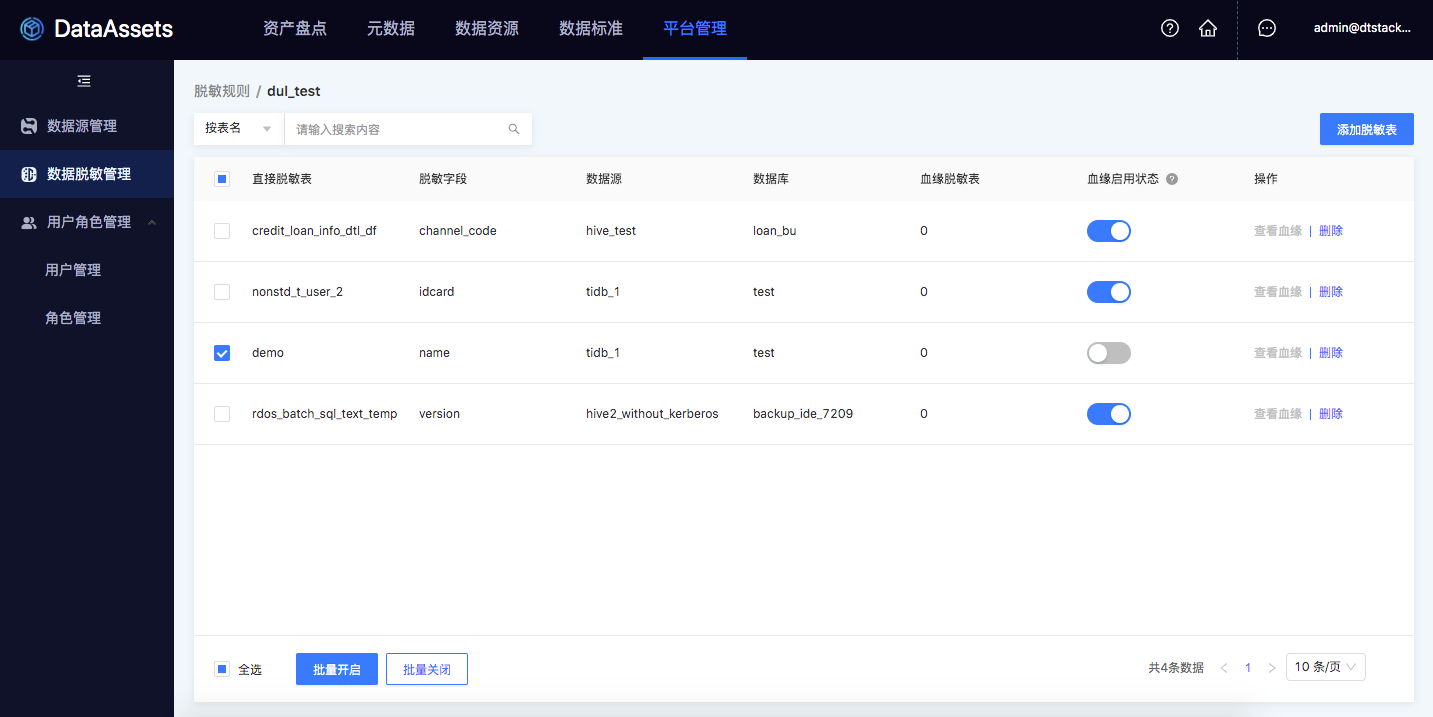 DataAssets 资产盘点 元数据 数据资源 数据标准 平台管理 admin@dtstack...
数据源管理
数据脱敏管理
用户角色管理
用户管理
角色管理
脱敏规则 / dul_test
按表名 请输入搜索内容 添加脱敏表
直接脱敏表 脱敏字段 数据源 数据库 血缘脱敏表 血缘启用状态 ? 操作
credit_loan_info_dtl_df channel_code hive_test loan_bu 0 查看血缘 | 删除
nonstd_t_user_2 idcard tidb_1 test 0 查看血缘 | 删除
demo name tidb_1 test 0 查看血缘 | 删除
rdos_batch_sql_text_temp version hive2_without_kerberos backup_ide_7209 0 查看血缘 | 删除
全选 批量开启 批量关闭 共4条数据 < 1 > 10 条/页